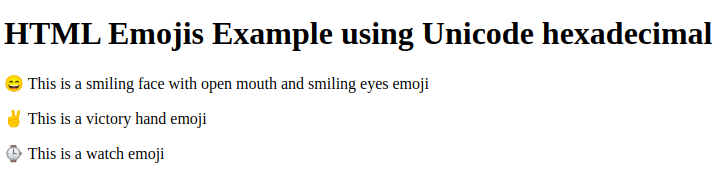 HTML Emojis Example using Unicode hexadecimal
😄 This is a smiling face with open mouth and smiling eyes emoji
✌️ This is a victory hand emoji
⌚ This is a watch emoji